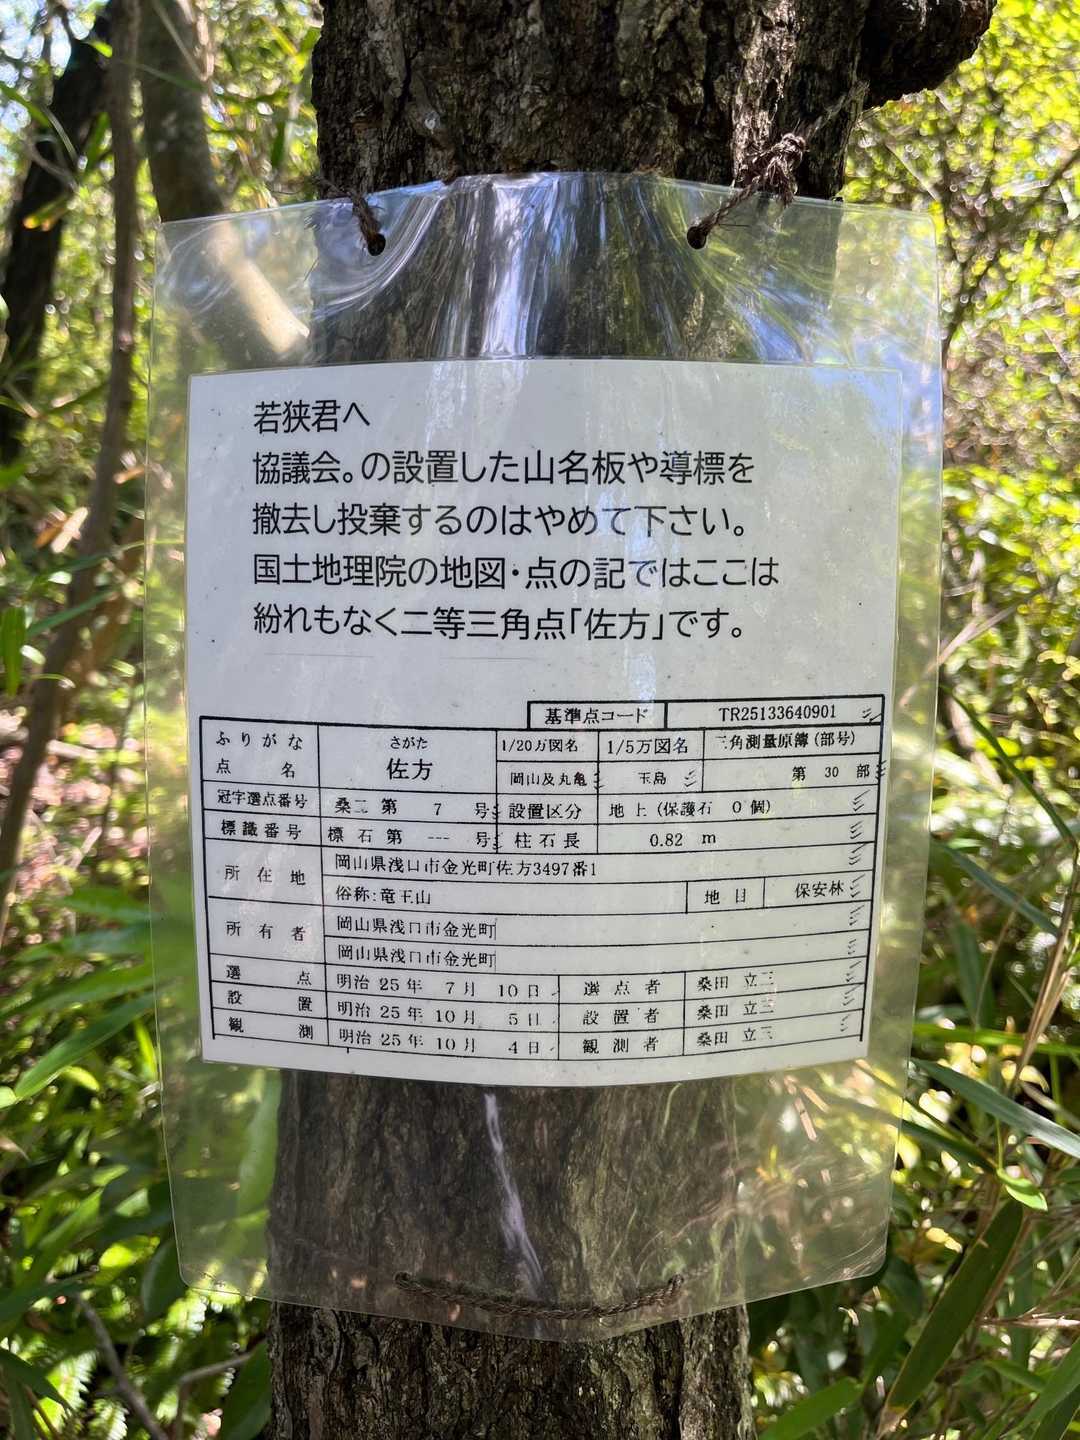 若狭君へ
協議会。の設置した山名板や導標を
撤去し投棄するのはやめて下さい。
国土地理院の地図・点の記ではここは
紛れもなく二等三角点「佐方」です。
基準点コード TR25133640901
ふりがな さがた 1/20万図名 1/5万図名 三角測量原簿(部号)
点名 佐方 岡山及丸亀 玉島 第 30 部
冠字選点番号 桑二 第 7 号 設置区分 地上(保護石 0個)
標識番号 標石第 --- 号 柱石長 0.82 m
所在地 岡山県浅口市金光町佐方3497番1
俗称:竜王山 地目 保安林
所有者 岡山県浅口市金光町
岡山県浅口市金光町
選点 明治 25年 7月 10日 選点者 桑田 立三
設置 明治 25年 10月 5日 設置者 桑田 立三
観測 明治 25年 10月 4日 観測者 桑田 立三